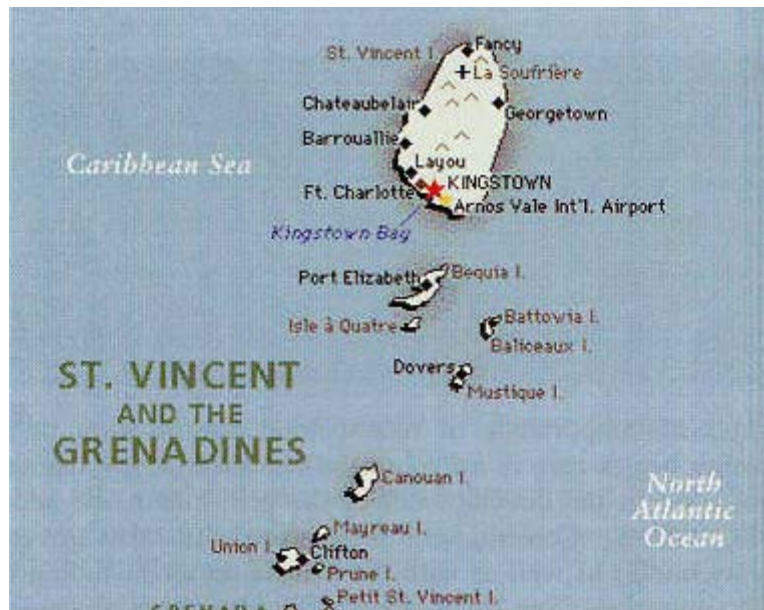 Fancy
St. Vincent I.
La Soufrière
Chateaubelair
Georgetown
Barrouallie
Caribbean Sea
Layou
KINGSTOWN
Ft. Charlotte
Arnos Vale Int'l. Airport
Kingstown Bay
Bequia I.
Port Elizabeth
Isle à Quatre
Battowia I.
Baliceaux I.
Dovers
Mustique I.
ST. VINCENT
AND THE
GRENADINES
Canouan I.
North
Atlantic
Ocean
Mayreau I.
Union I.
Clifton
Prune I.
Petit St. Vincent I.
GRENADA